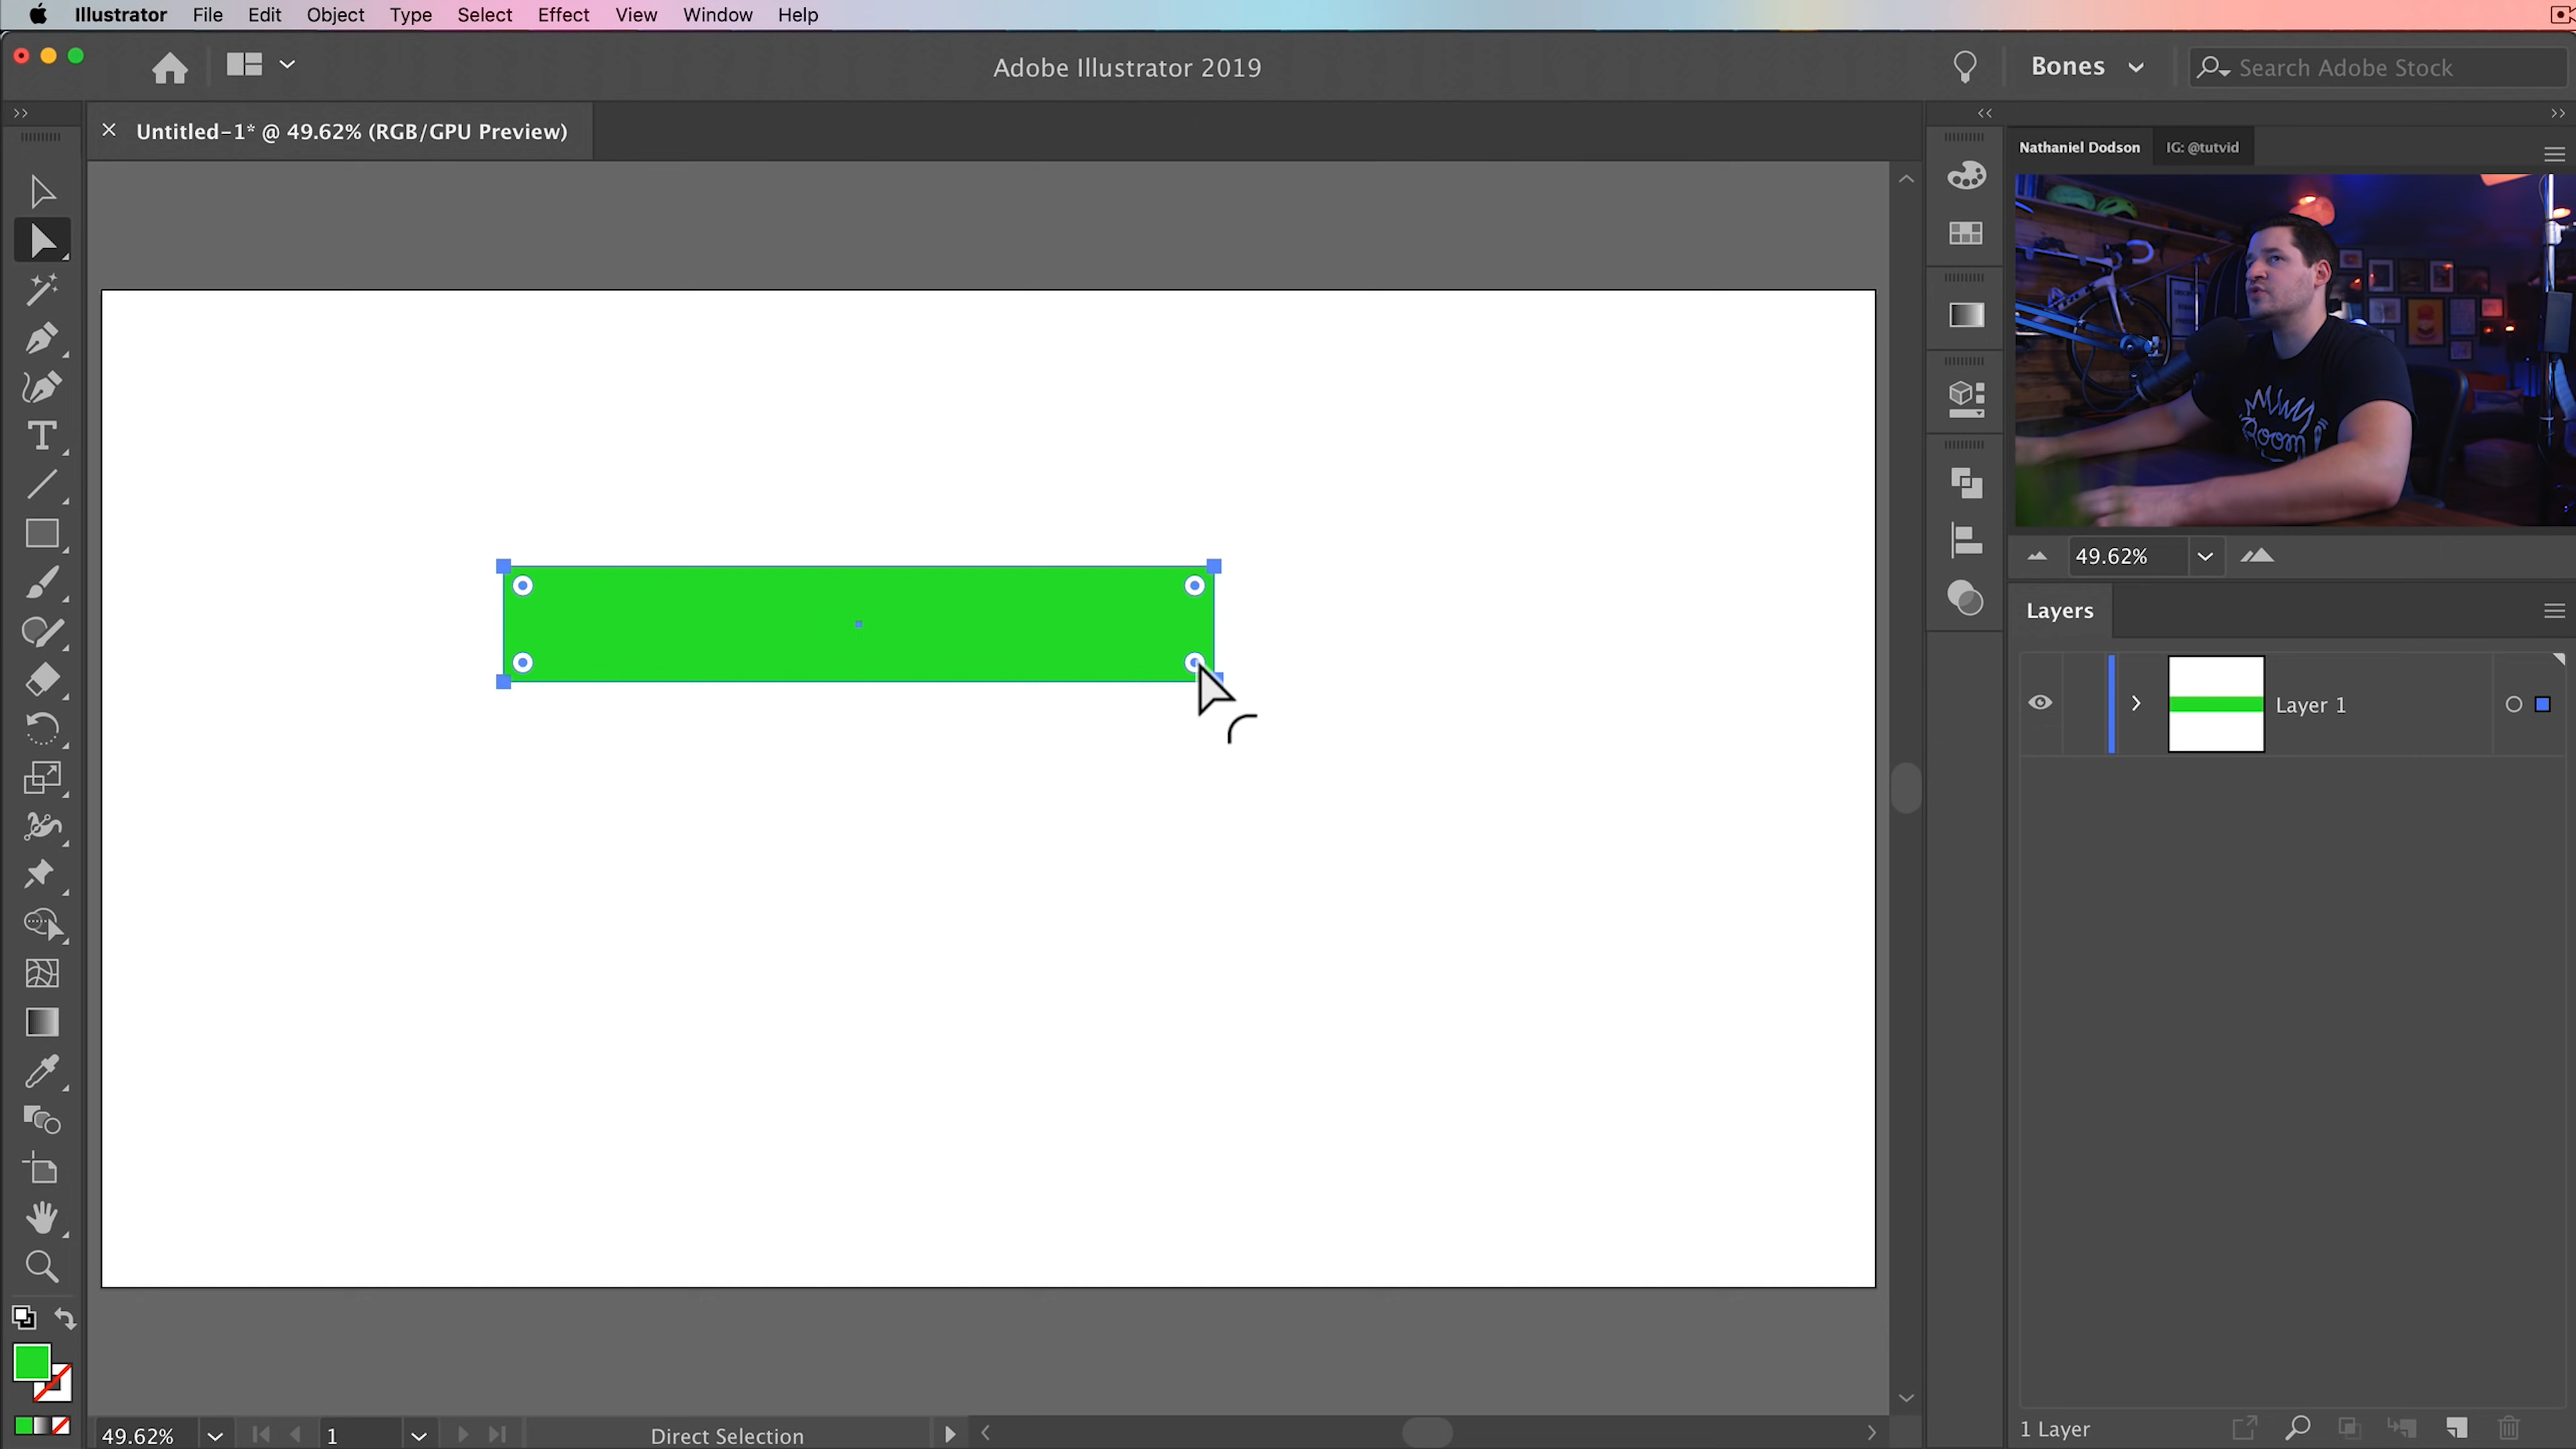 Illustrator File Edit Object Type Select Effect View Window Help
Adobe Illustrator 2019
Bones
Search Adobe Stock
Untitled-1* @ 49.62% (RGB/GPU Preview)
Nathaniel Dodson
IG: @tutvid
Room
49.62%
Layers
Layer 1
49.62%
1
Direct Selection
1 Layer